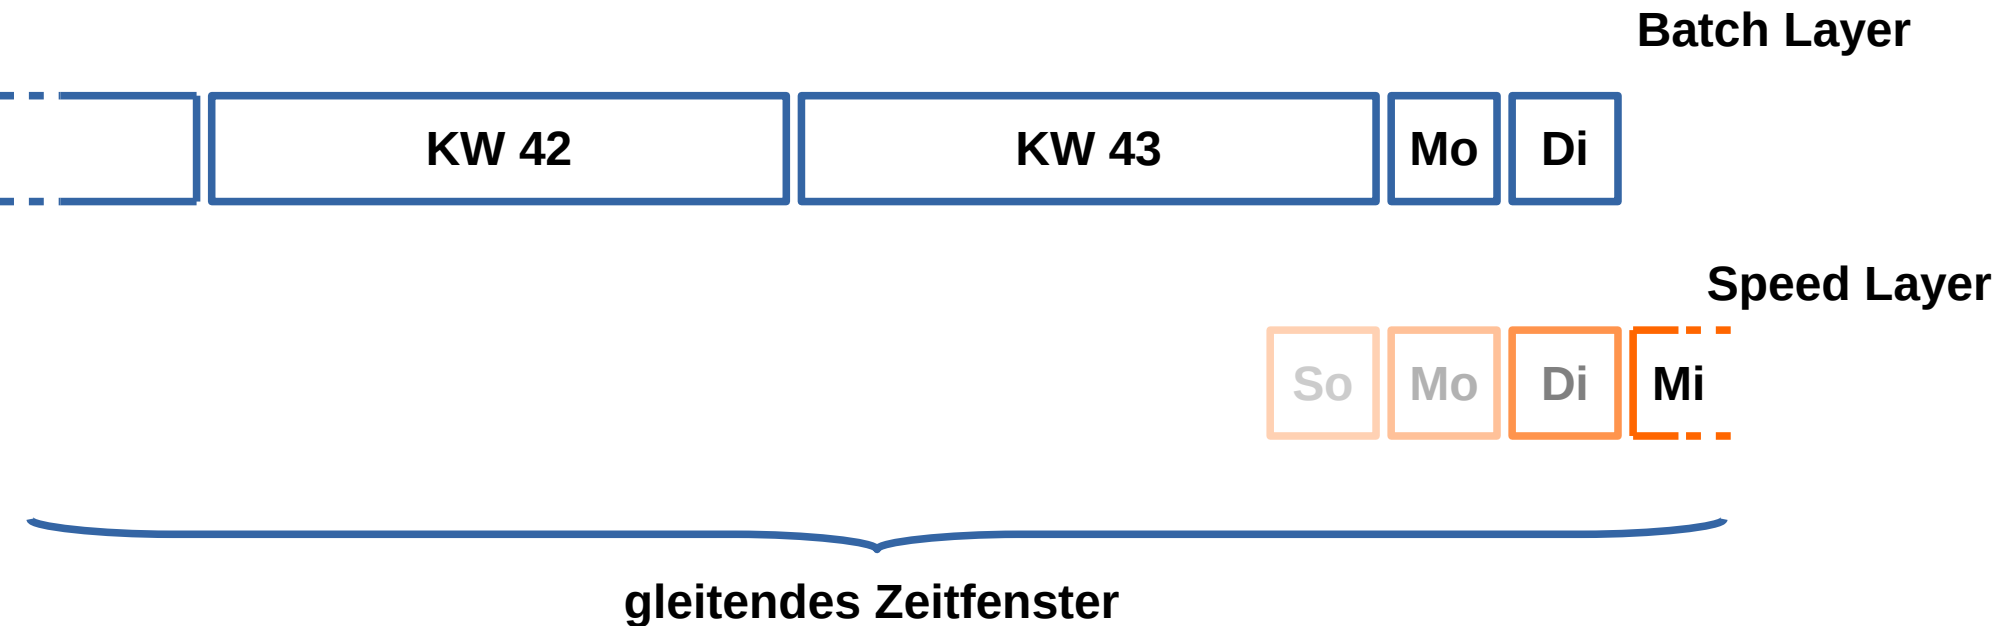 Batch Layer
KW 42 KW 43 Mo Di
Speed Layer
So Mo Di Mi
gleitendes Zeitfenster